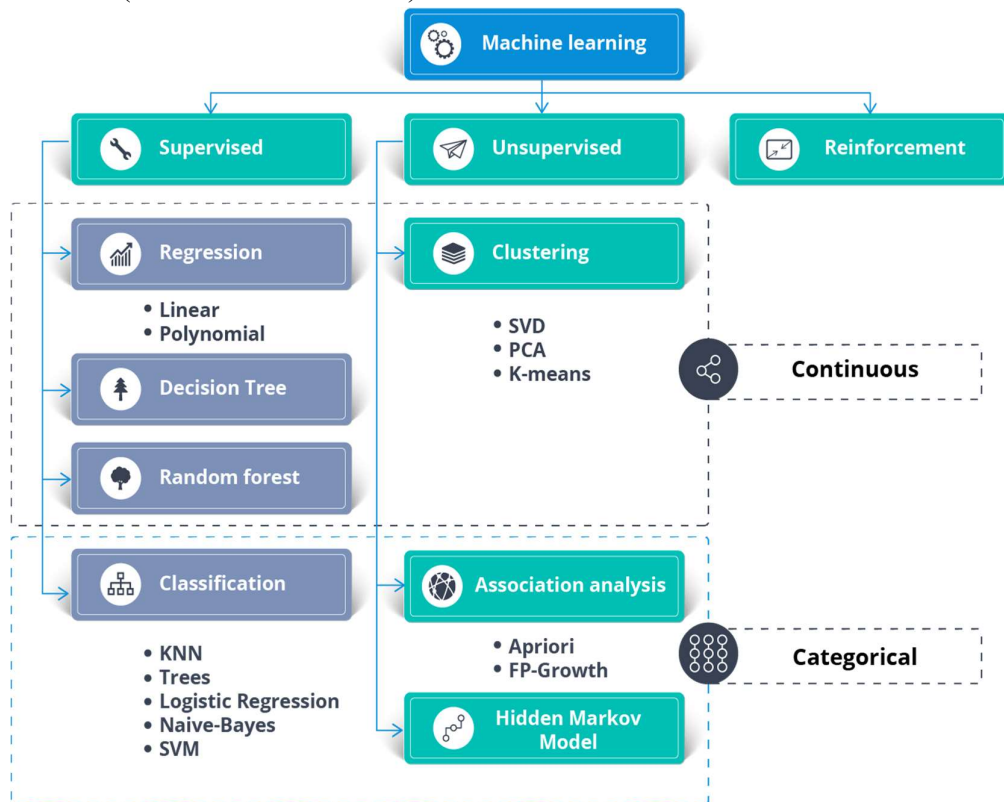 Machine learning
Supervised
Unsupervised
Reinforcement
Regression
• Linear
• Polynomial
Decision Tree
Random forest
Clustering
• SVD
• PCA
• K-means
Continuous
Classification
• KNN
• Trees
• Logistic Regression
• Naive-Bayes
• SVM
Association analysis
• Apriori
• FP-Growth
Hidden Markov
Model
Categorical